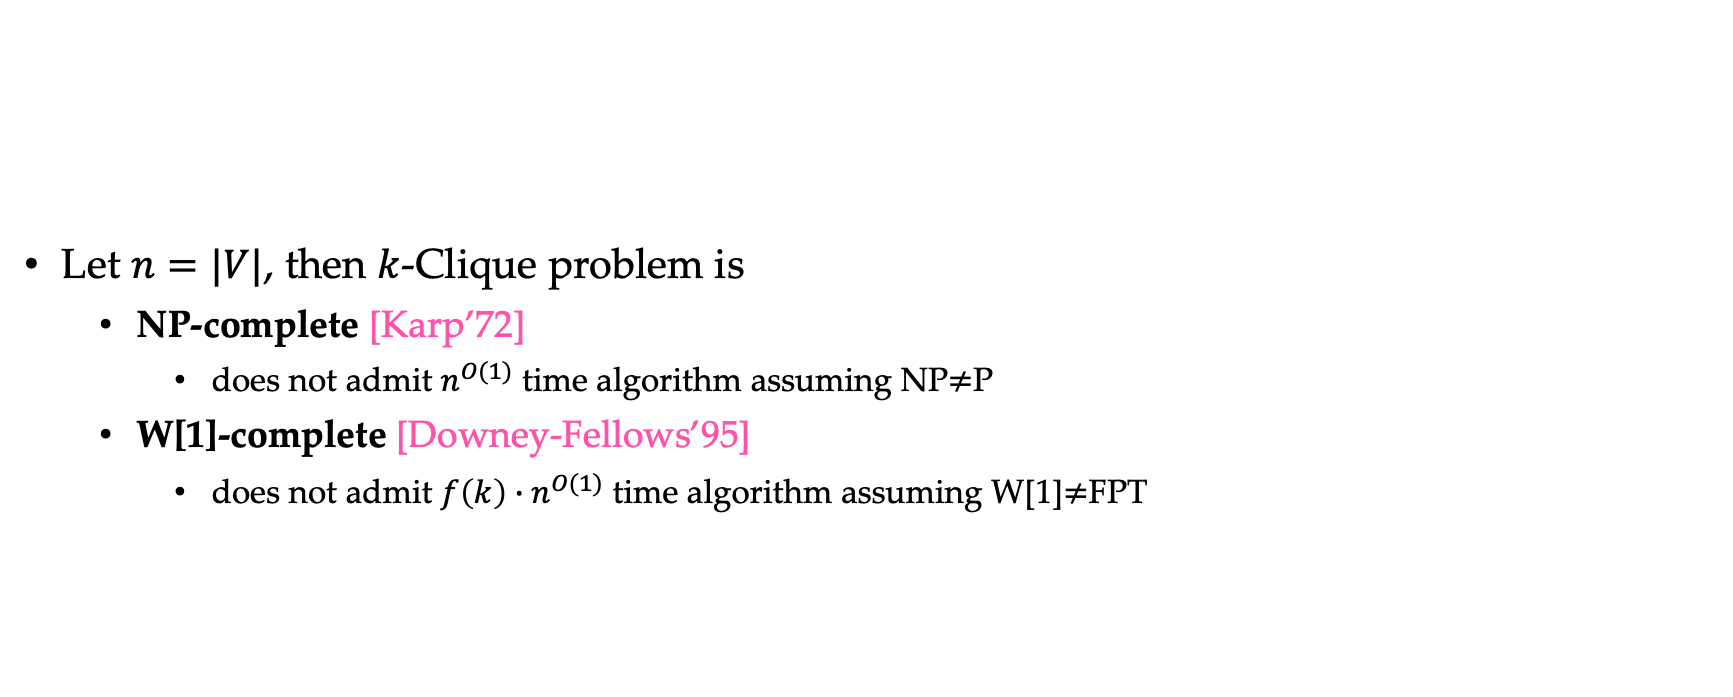 • Let n = |V|, then k-Clique problem is
• NP-complete [Karp’72]
• does not admit n^{O(1)} time algorithm assuming NP≠P
• W[1]-complete [Downey-Fellows’95]
• does not admit f(k) · n^{O(1)} time algorithm assuming W[1]≠FPT